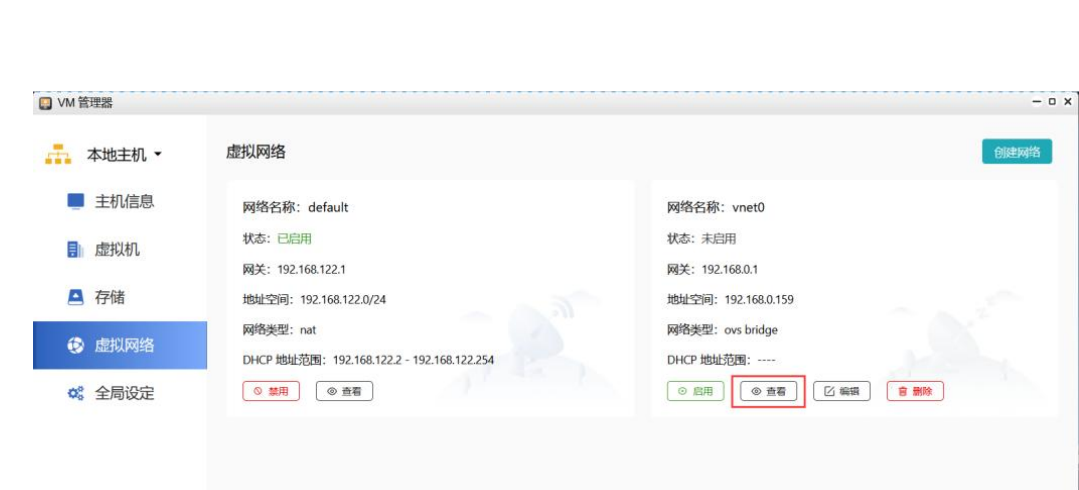 VM 管理器
本地主机
虚拟网络
创建网络
主机信息
虚拟机
存储
虚拟网络
全局设定
网络名称：default
状态：已启用
网关：192.168.122.1
地址空间：192.168.122.0/24
网络类型：nat
DHCP 地址范围：192.168.122.2 - 192.168.122.254
禁用 查看
网络名称：vnet0
状态：未启用
网关：192.168.0.1
地址空间：192.168.0.159
网络类型：ovs bridge
DHCP 地址范围：----
启用 查看 编辑 删除